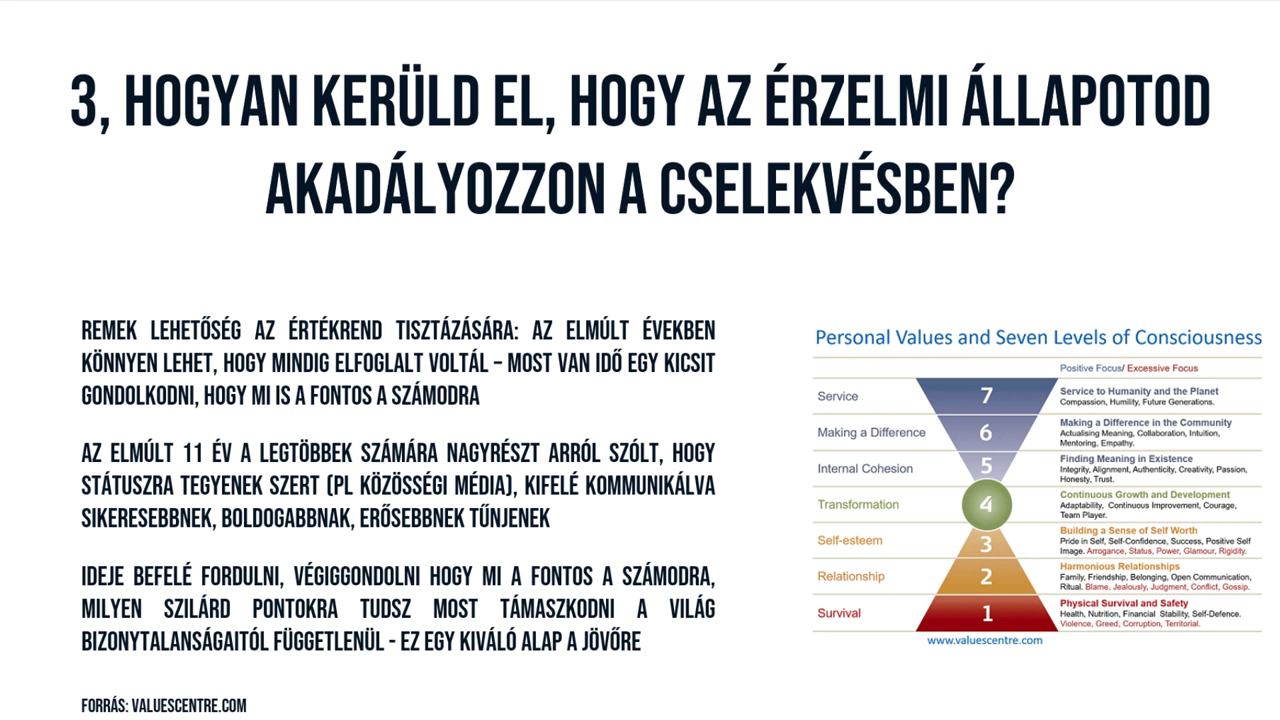 3, HOGYAN KERÜLD EL, HOGY AZ ÉRZELMI ÁLLAPOTOD
AKADÁLYOZZON A CSELEKVÉSBEN?
REMEK LEHETŐSÉG AZ ÉRTÉKREND TISZTÁZÁSÁRA: AZ ELMÚLT ÉVEKBEN
KÖNNYEN LEHET, HOGY MINDIG ELFOGLALT VOLTÁL – MOST VAN IDŐ EGY KICSIT
GONDOLKODNI, HOGY MI IS A FONTOS A SZÁMODRA
AZ ELMÚLT 11 ÉV A LEGTÖBBEK SZÁMÁRA NAGYRÉSZT ARRÓL SZÓLT, HOGY
STÁTUSZRA TEGYENEK SZERT (PL KÖZÖSSÉGI MÉDIA), KIFELÉ KOMMUNIKÁLVA
SIKERESEBBNEK, BOLDOGABBNAK, ERŐSEBBNEK TŰNJENEK
IDEJE BEFELÉ FORDULNI, VÉGIGGONDOLNI HOGY MI A FONTOS A SZÁMODRA,
MILYEN SZILÁRD PONTOKRA TUDSZ MOST TÁMASZKODNI A VILÁG
BIZONYTALANSÁGAITÓL FÜGGETLENÜL - EZ EGY KIVÁLÓ ALAP A JÖVŐRE
FORRÁS: VALUESCENTRE.COM
Personal Values and Seven Levels of Consciousness
Positive Focus/ Excessive Focus
Service
7
Service to Humanity and the Planet
Compassion, Humility, Future Generations.
Making a Difference
6
Making a Difference in the Community
Actualising Meaning, Collaboration, Intuition,
Mentoring, Empathy.
Internal Cohesion
5
Finding Meaning in Existence
Integrity, Alignment, Authenticity, Creativity, Passion,
Honesty, Trust.
Transformation
4
Continuous Growth and Development
Adaptability, Continuous Improvement, Courage,
Team Player.
Self-esteem
3
Building a Sense of Self Worth
Pride in Self, Self-Confidence, Success, Positive Self
Image. Arrogance, Status, Power, Glamour, Rigidity.
Relationship
2
Harmonious Relationships
Family, Friendship, Belonging, Open Communication,
Ritual. Blame, Jealously, Judgment, Conflict, Gossip.
Survival
1
Physical Survival and Safety
Health, Nutrition, Financial Stability, Self-Defence.
Violence, Greed, Corruption, Territorial.
www.valuescentre.com